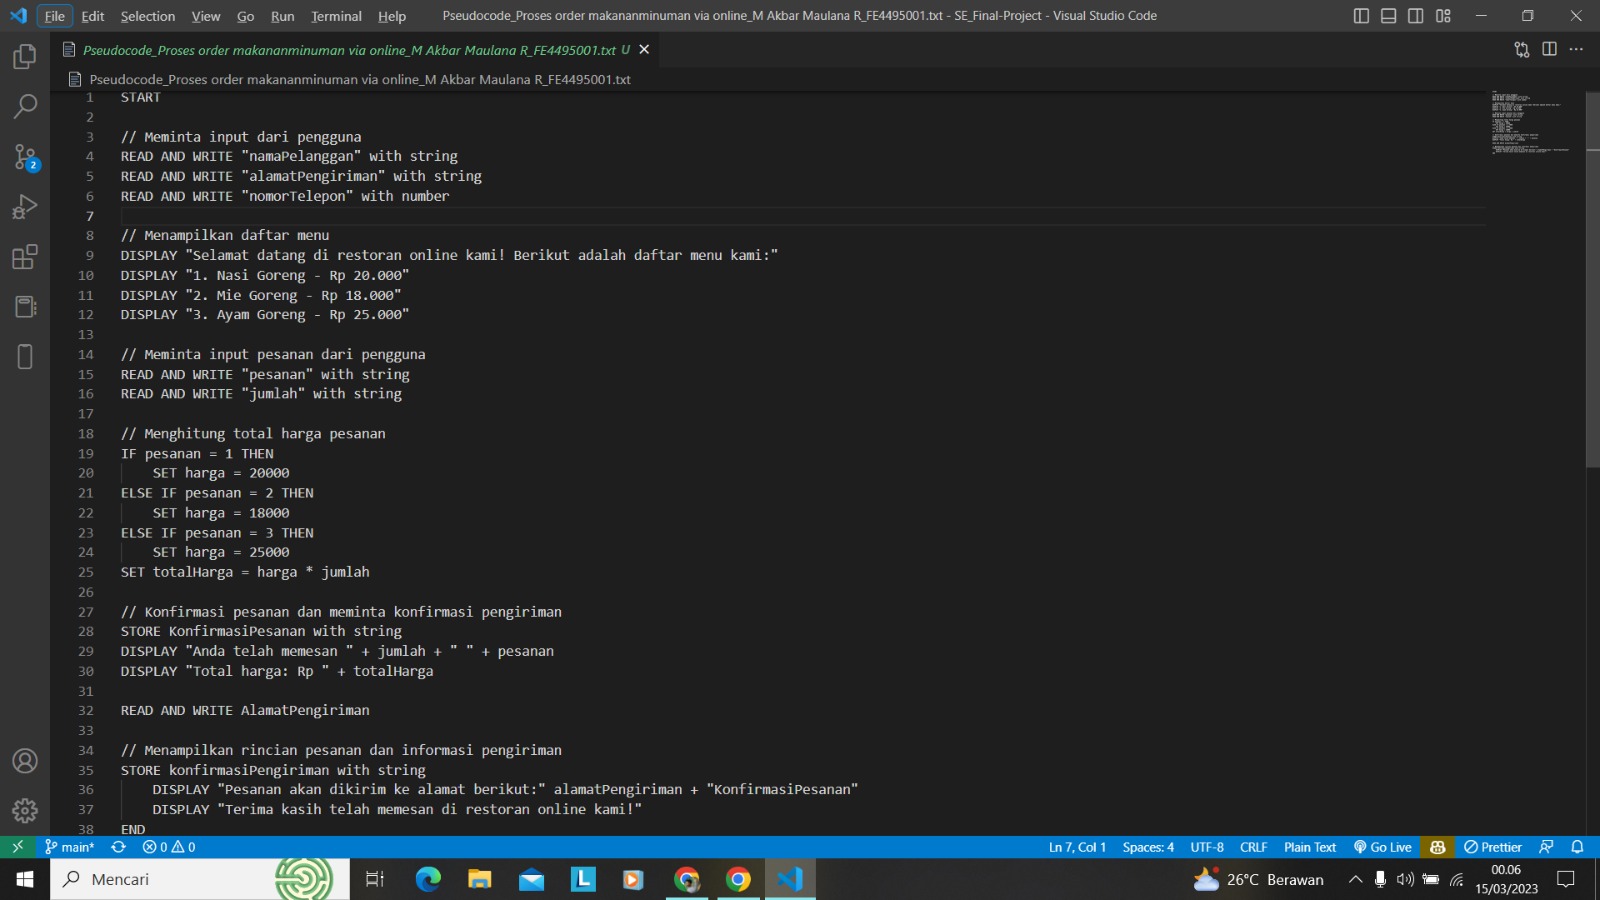 File Edit Selection View Go Run Terminal Help Pseudocode_Proses order makananminuman via online_M Akbar Maulana R_FE4495001.txt - SE_Final-Project - Visual Studio Code
Pseudocode_Proses order makananminuman via online_M Akbar Maulana R_FE4495001.txt U
Pseudocode_Proses order makananminuman via online_M Akbar Maulana R_FE4495001.txt
1 START
2
3 // Meminta input dari pengguna
4 READ AND WRITE "namaPelanggan" with string
5 READ AND WRITE "alamatPengiriman" with string
6 READ AND WRITE "nomorTelepon" with number
7
8 // Menampilkan daftar menu
9 DISPLAY "Selamat datang di restoran online kami! Berikut adalah daftar menu kami:"
10 DISPLAY "1. Nasi Goreng - Rp 20.000"
11 DISPLAY "2. Mie Goreng - Rp 18.000"
12 DISPLAY "3. Ayam Goreng - Rp 25.000"
13
14 // Meminta input pesanan dari pengguna
15 READ AND WRITE "pesanan" with string
16 READ AND WRITE "jumlah" with string
17
18 // Menghitung total harga pesanan
19 IF pesanan = 1 THEN
20 SET harga = 20000
21 ELSE IF pesanan = 2 THEN
22 SET harga = 18000
23 ELSE IF pesanan = 3 THEN
24 SET harga = 25000
25 SET totalHarga = harga * jumlah
26
27 // Konfirmasi pesanan dan meminta konfirmasi pengiriman
28 STORE KonfirmasiPesanan with string
29 DISPLAY "Anda telah memesan " + jumlah + " " + pesanan
30 DISPLAY "Total harga: Rp " + totalHarga
31
32 READ AND WRITE AlamatPengiriman
33
34 // Menampilkan rincian pesanan dan informasi pengiriman
35 STORE konfirmasiPengiriman with string
36 DISPLAY "Pesanan akan dikirim ke alamat berikut:" alamatPengiriman + "KonfirmasiPesanan"
37 DISPLAY "Terima kasih telah memesan di restoran online kami!"
38 END
2
main* 0 0 Ln 7, Col 1 Spaces: 4 UTF-8 CRLF Plain Text Go Live Prettier
Mencari L 26°C Berawan 00.06
15/03/2023